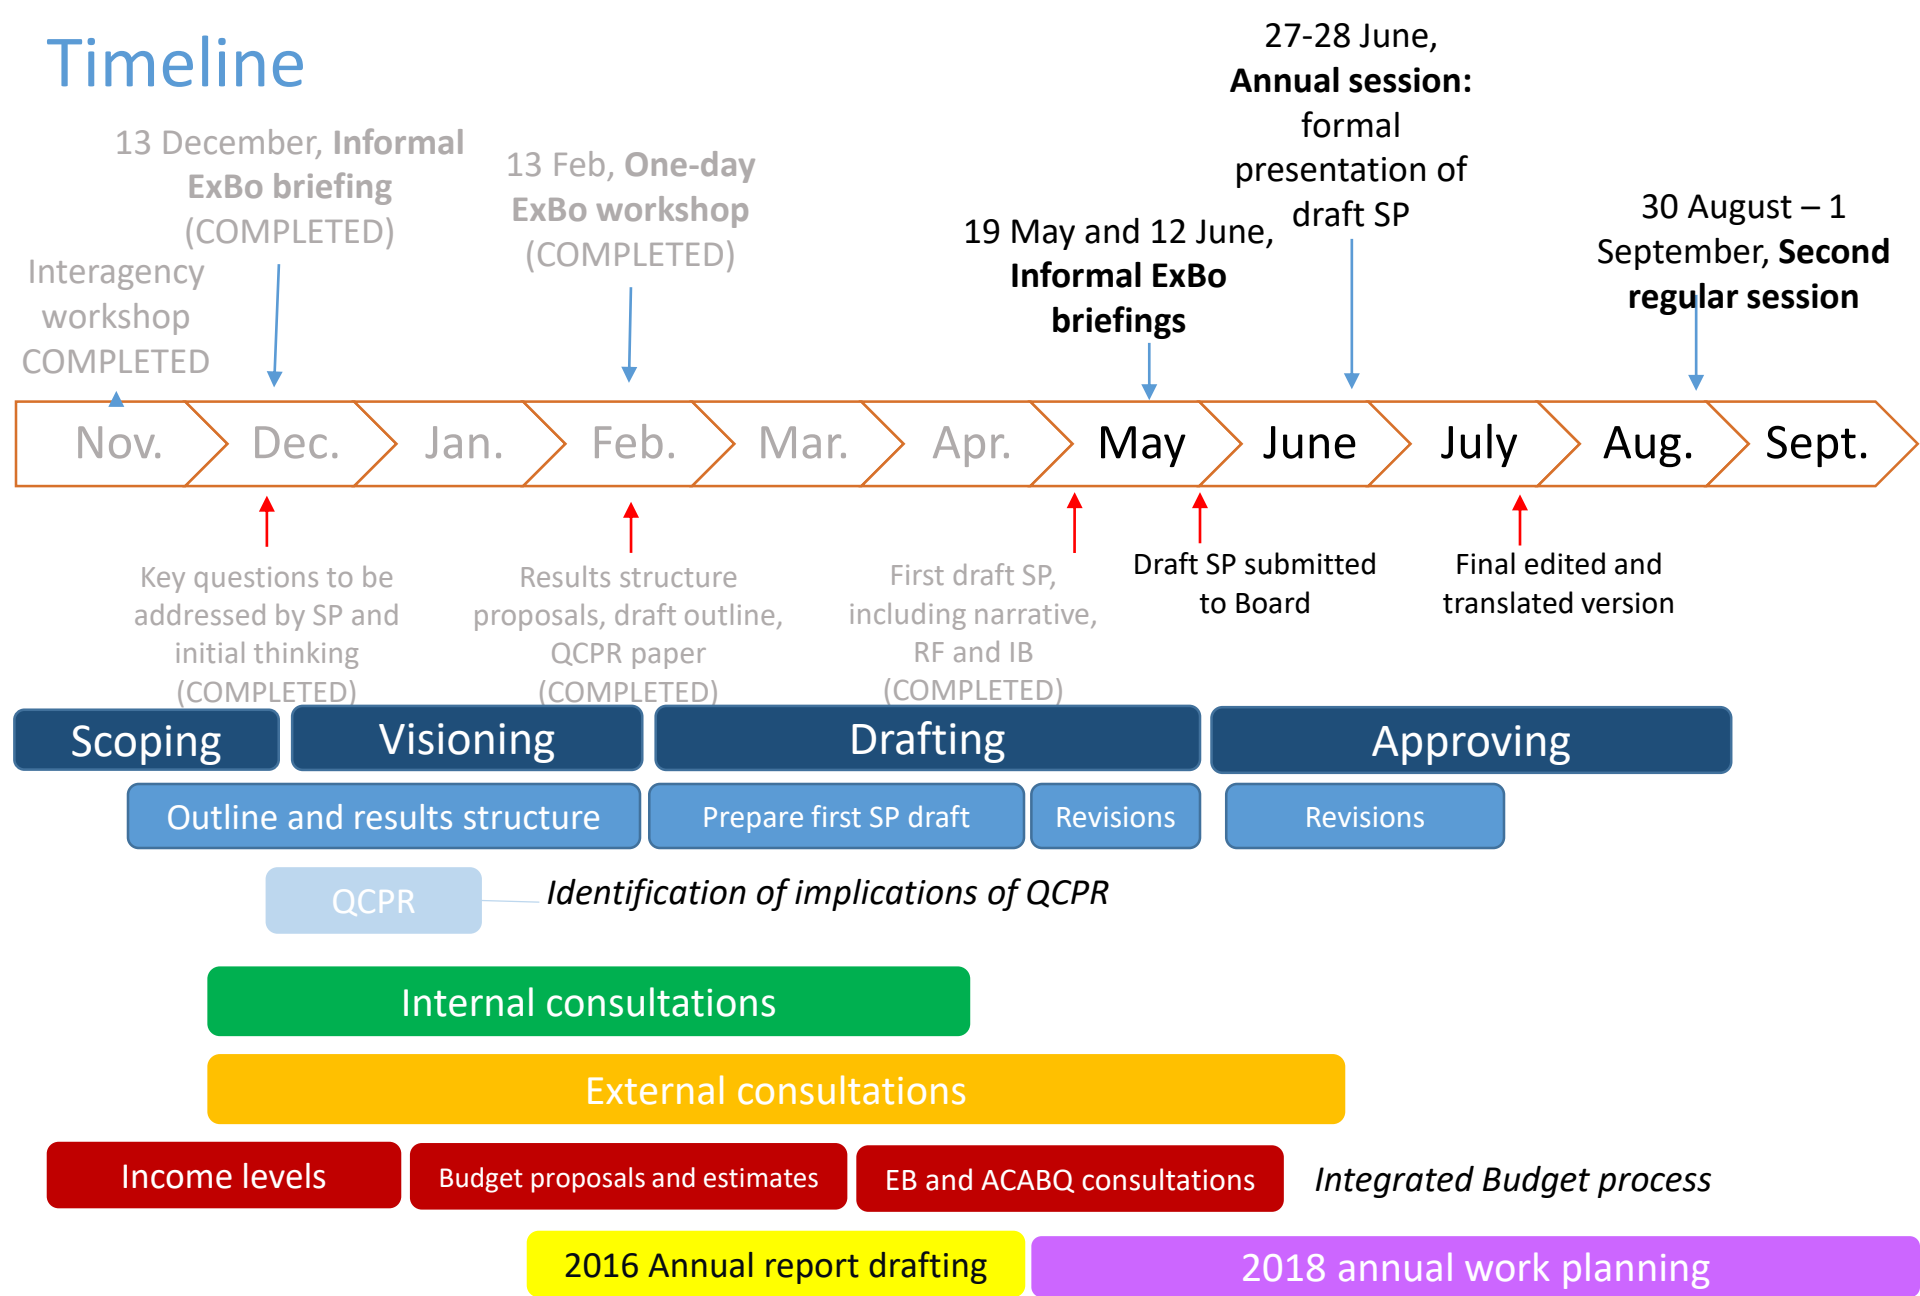 Timeline
13 December, Informal
ExBo briefing
(COMPLETED)
Interagency
workshop
COMPLETED
13 Feb, One-day
ExBo workshop
(COMPLETED)
19 May and 12 June,
Informal ExBo
briefings
27-28 June,
Annual session:
formal
presentation of
draft SP
30 August – 1
September, Second
regular session
Nov.
Dec.
Jan.
Feb.
Mar.
Apr.
May
June
July
Aug.
Sept.
Key questions to be
addressed by SP and
initial thinking
(COMPLETED)
Results structure
proposals, draft outline,
QCPR paper
(COMPLETED)
First draft SP,
including narrative,
RF and IB
(COMPLETED)
Draft SP submitted
to Board
Final edited and
translated version
Scoping
Visioning
Drafting
Approving
Outline and results structure
Prepare first SP draft
Revisions
Revisions
QCPR
Identification of implications of QCPR
Internal consultations
External consultations
Income levels
Budget proposals and estimates
EB and ACABQ consultations
Integrated Budget process
2016 Annual report drafting
2018 annual work planning